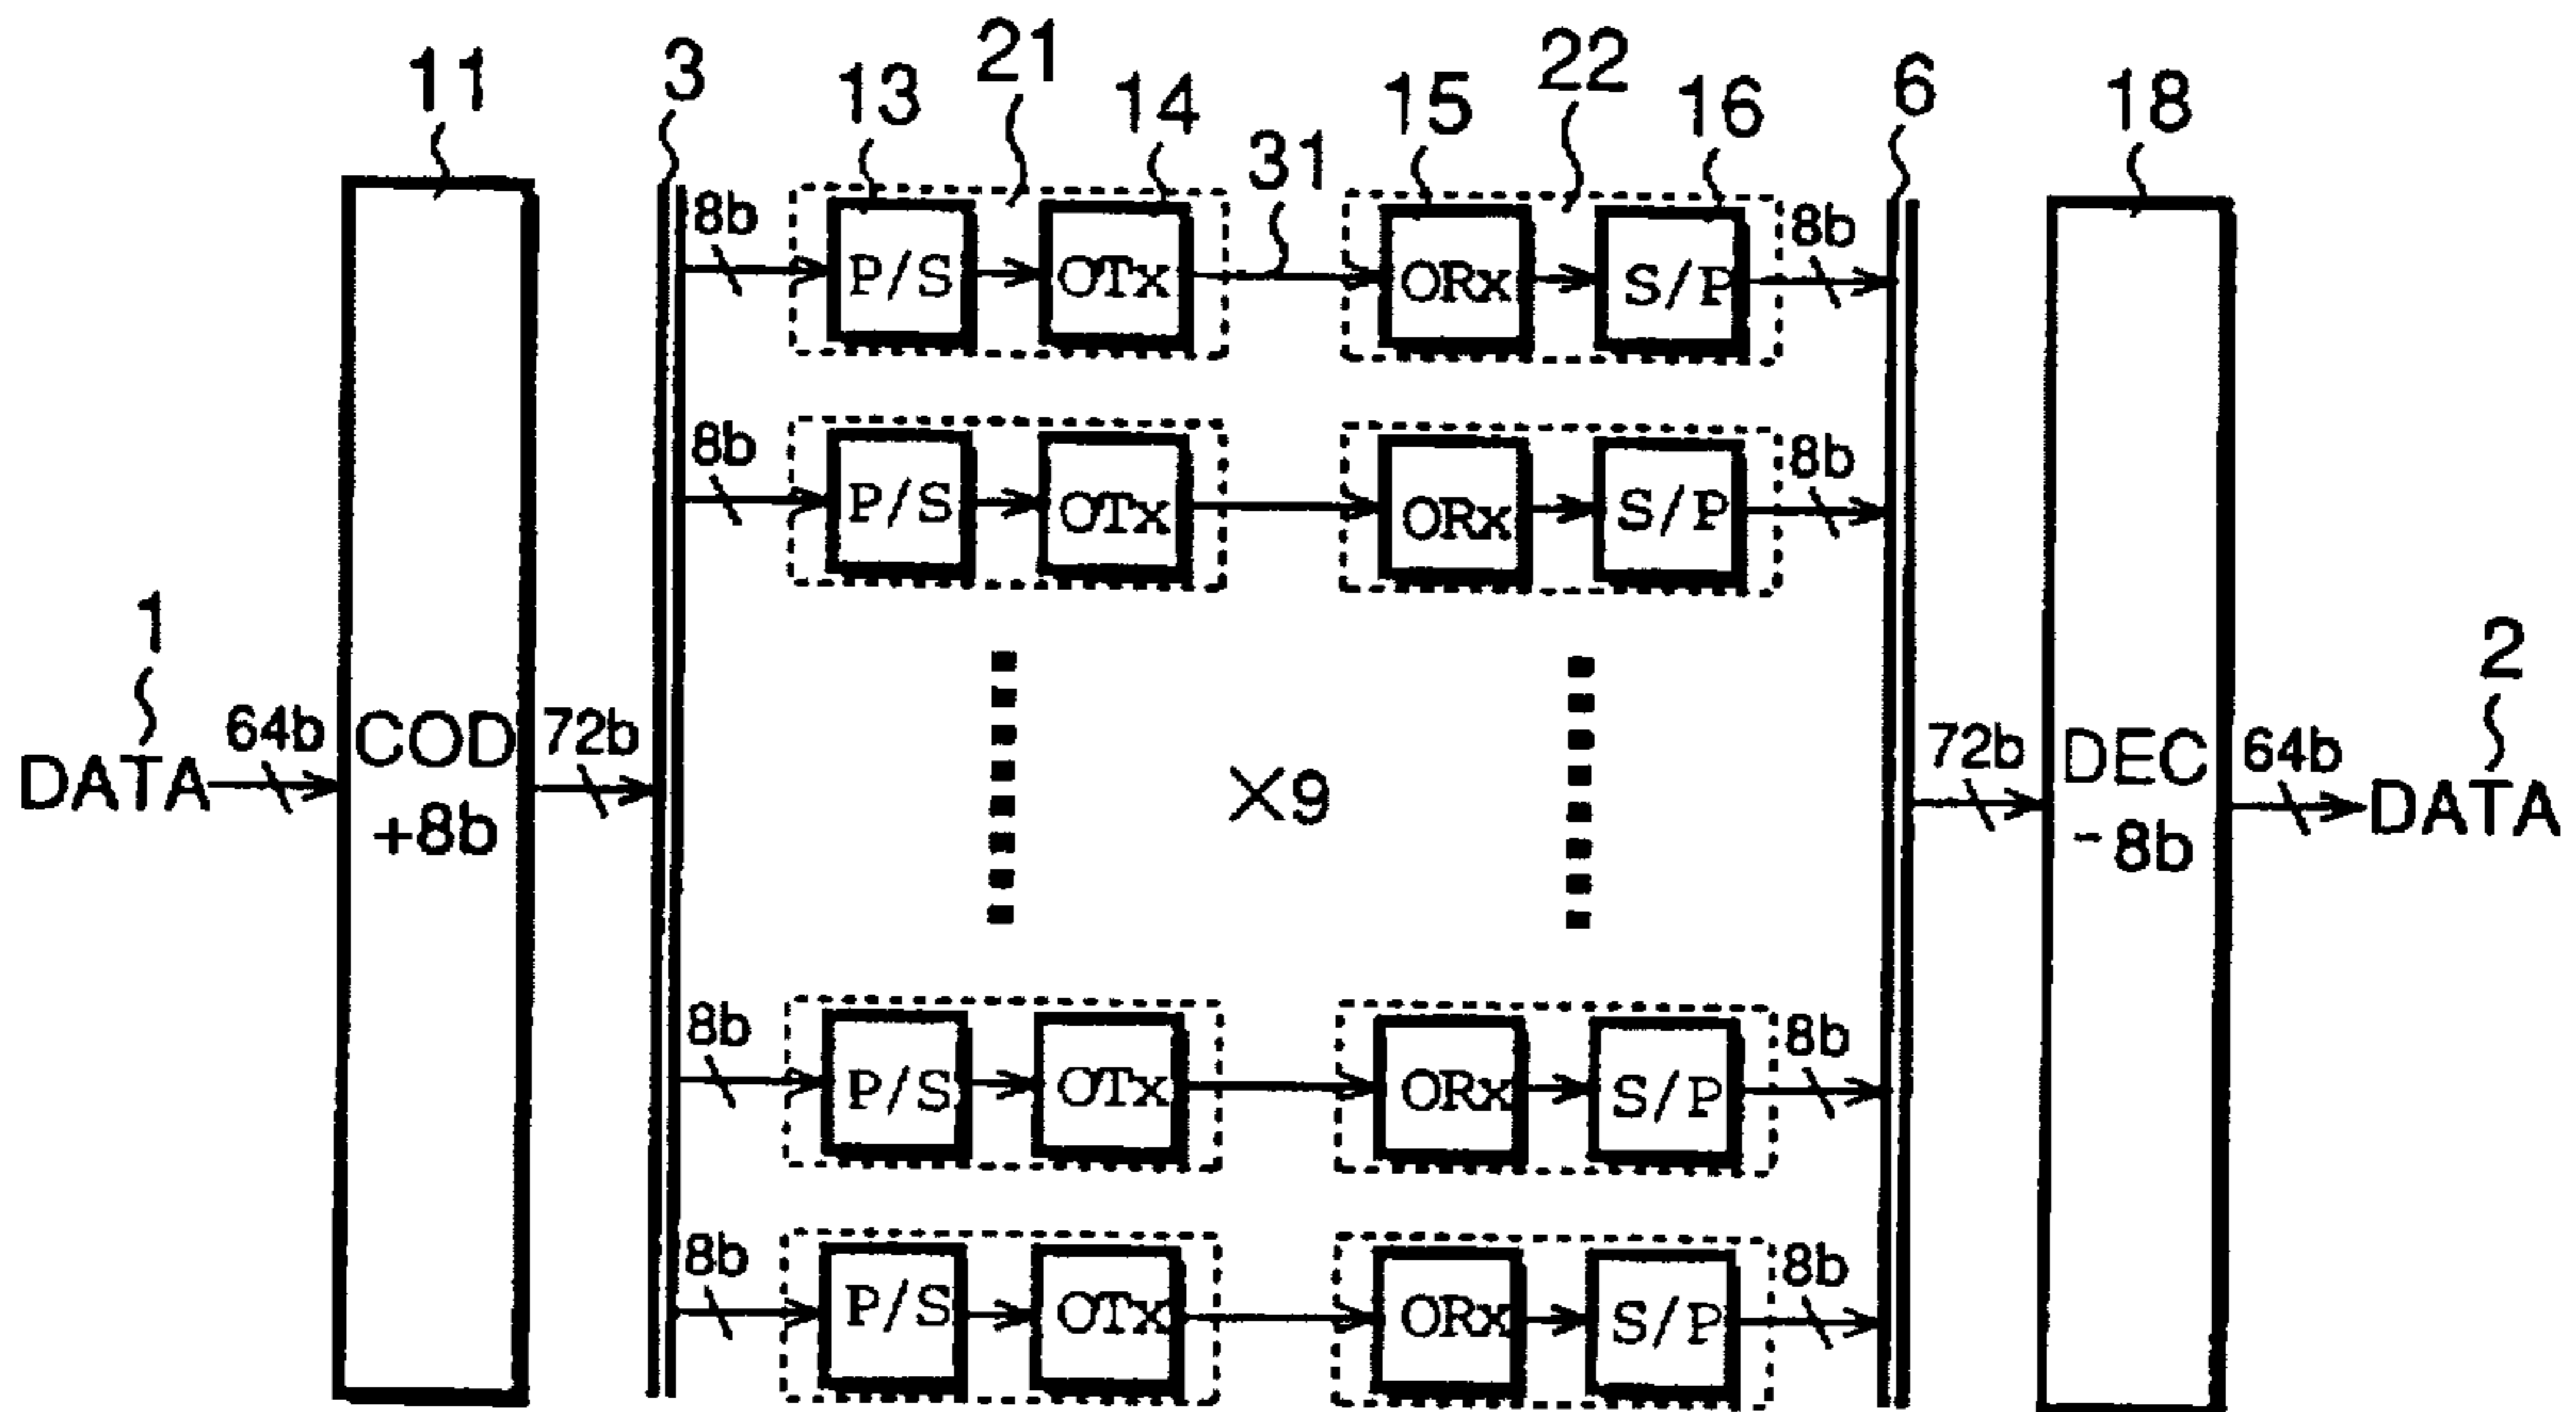 11 3 13 21 14 31 15 22 16 6 18
8b P/S OTx ORx S/P 8b
8b P/S OTx ORx S/P 8b
1 2
DATA 64b COD 72b ×9 72b DEC 64b DATA
+8b -8b
8b P/S OTx ORx S/P 8b
8b P/S OTx ORx S/P 8b